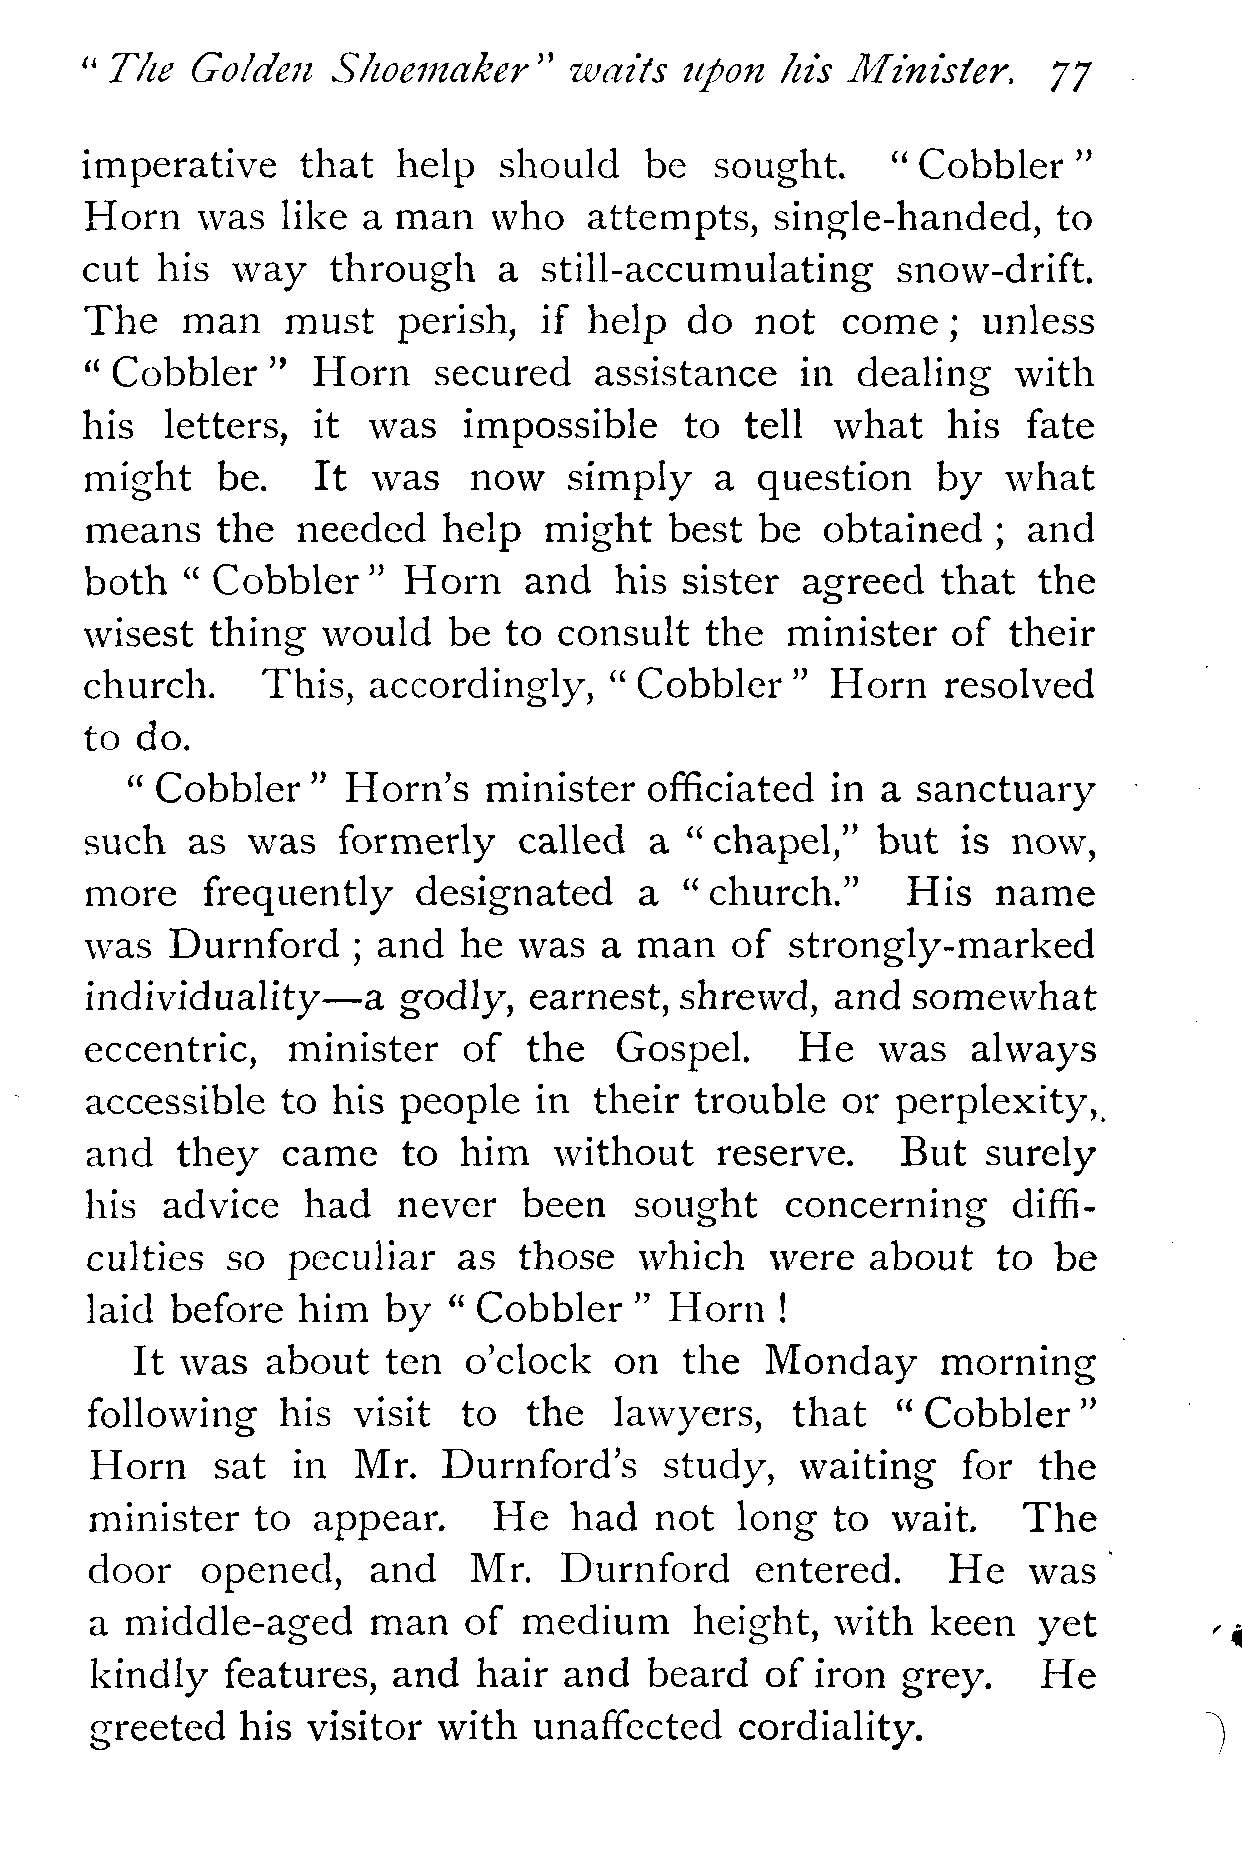 " The Golden Shoemaker" waits upon his Minister. 77
imperative that help should be sought. " Cobbler "
Horn was like a man who attempts, single-handed, to
cut his way through a still-accumulating snow-drift.
The man must perish, if help do not come ; unless
" Cobbler " Horn secured assistance in dealing with
his letters, it was impossible to tell what his fate
might be. It was now simply a question by what
means the needed help might best be obtained ; and
both " Cobbler " Horn and his sister agreed that the
wisest thing would be to consult the minister of their
church. This, accordingly, " Cobbler " Horn resolved
to do.
" Cobbler " Horn's minister officiated in a sanctuary
such as was formerly called a " chapel," but is now,
more frequently designated a " church." His name
was Durnford ; and he was a man of strongly-marked
individuality—a godly, earnest, shrewd, and somewhat
eccentric, minister of the Gospel. He was always
accessible to his people in their trouble or perplexity,
and they came to him without reserve. But surely
his advice had never been sought concerning diffi-
culties so peculiar as those which were about to be
laid before him by " Cobbler " Horn !
It was about ten o'clock on the Monday morning
following his visit to the lawyers, that " Cobbler "
Horn sat in Mr. Durnford's study, waiting for the
minister to appear. He had not long to wait. The
door opened, and Mr. Durnford entered. He was
a middle-aged man of medium height, with keen yet
kindly features, and hair and beard of iron grey. He
greeted his visitor with unaffected cordiality.